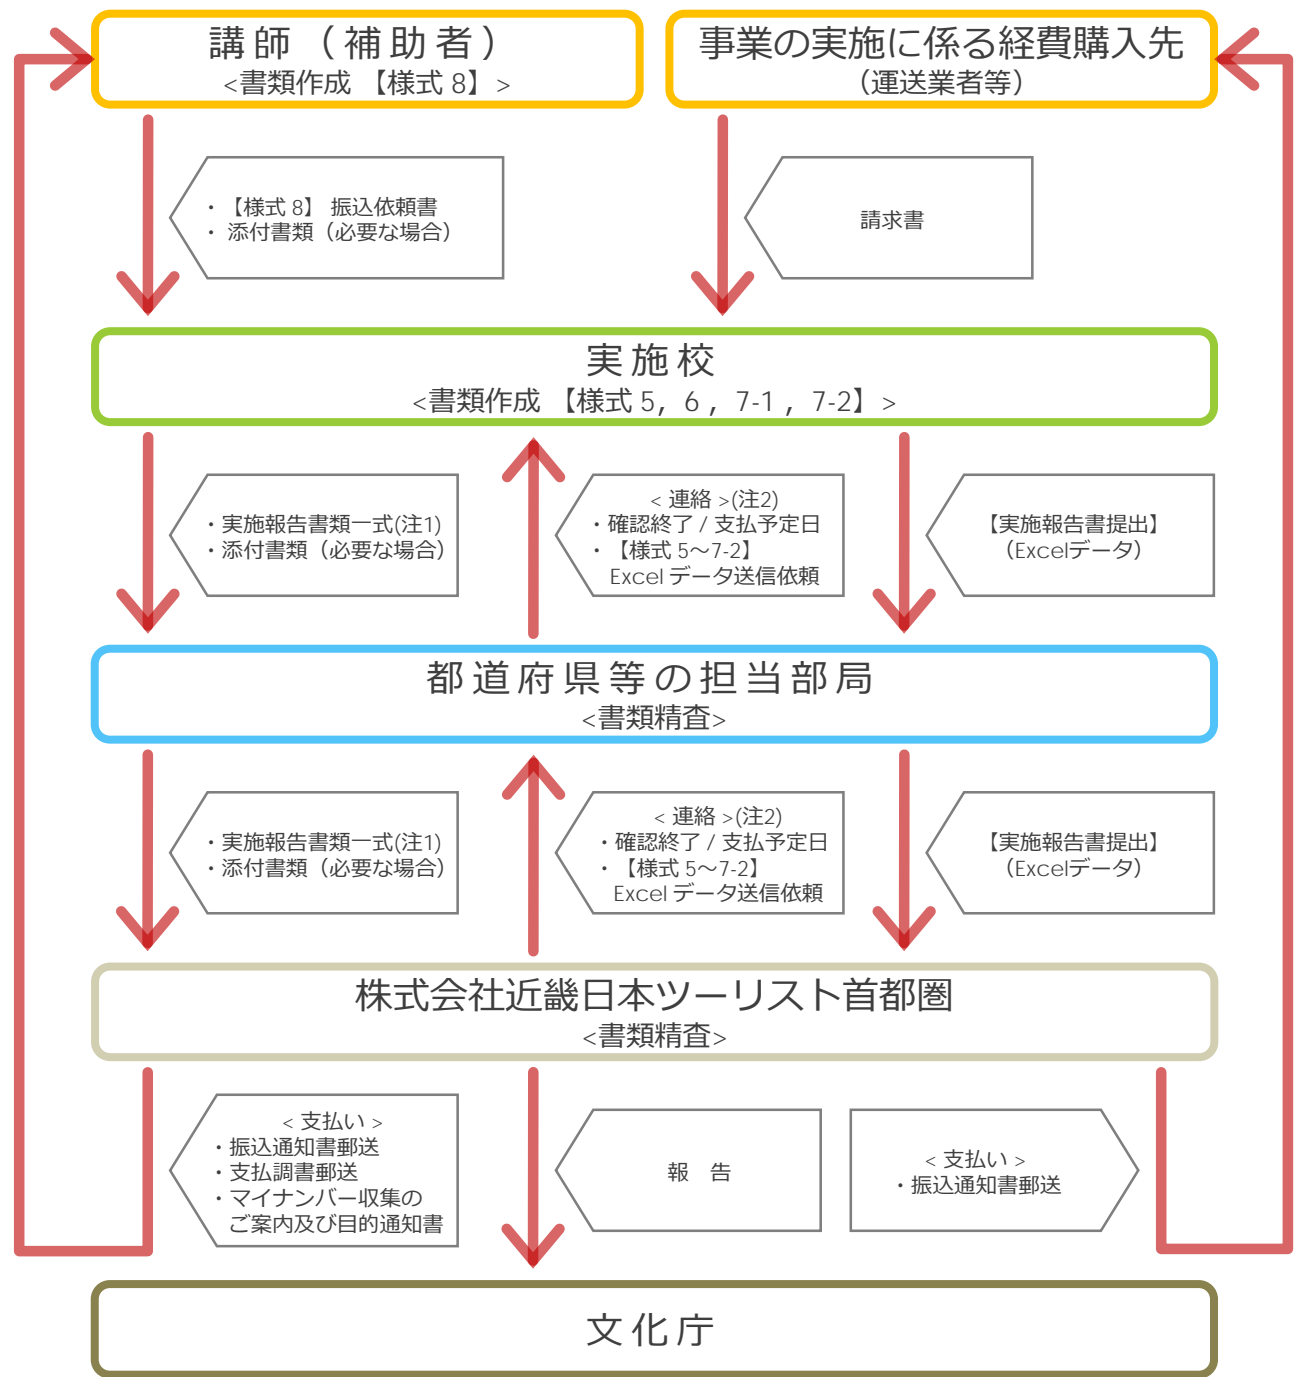 講師（補助者）
<書類作成 【様式 8】 >
事業の実施に係る経費購入先
（運送業者等）
・【様式 8】 振込依頼書
・ 添付書類（必要な場合）
請求書
実施校
<書類作成 【様式 5，6，7-1，7-2】 >
・実施報告書類一式(注1)
・添付書類（必要な場合）
< 連絡 >(注2)
・確認終了 / 支払予定日
・【様式 5～7-2】
Excel データ送信依頼
【実施報告書提出】
（Excelデータ）
都道府県等の担当部局
<書類精査>
・実施報告書類一式(注1)
・添付書類（必要な場合）
< 連絡 >(注2)
・確認終了 / 支払予定日
・【様式 5～7-2】
Excel データ送信依頼
【実施報告書提出】
（Excelデータ）
株式会社近畿日本ツーリスト首都圏
<書類精査>
< 支払い >
・振込通知書郵送
・支払調書郵送
・マイナンバー収集の
ご案内及び目的通知書
報　告
< 支払い >
・振込通知書郵送
文化庁